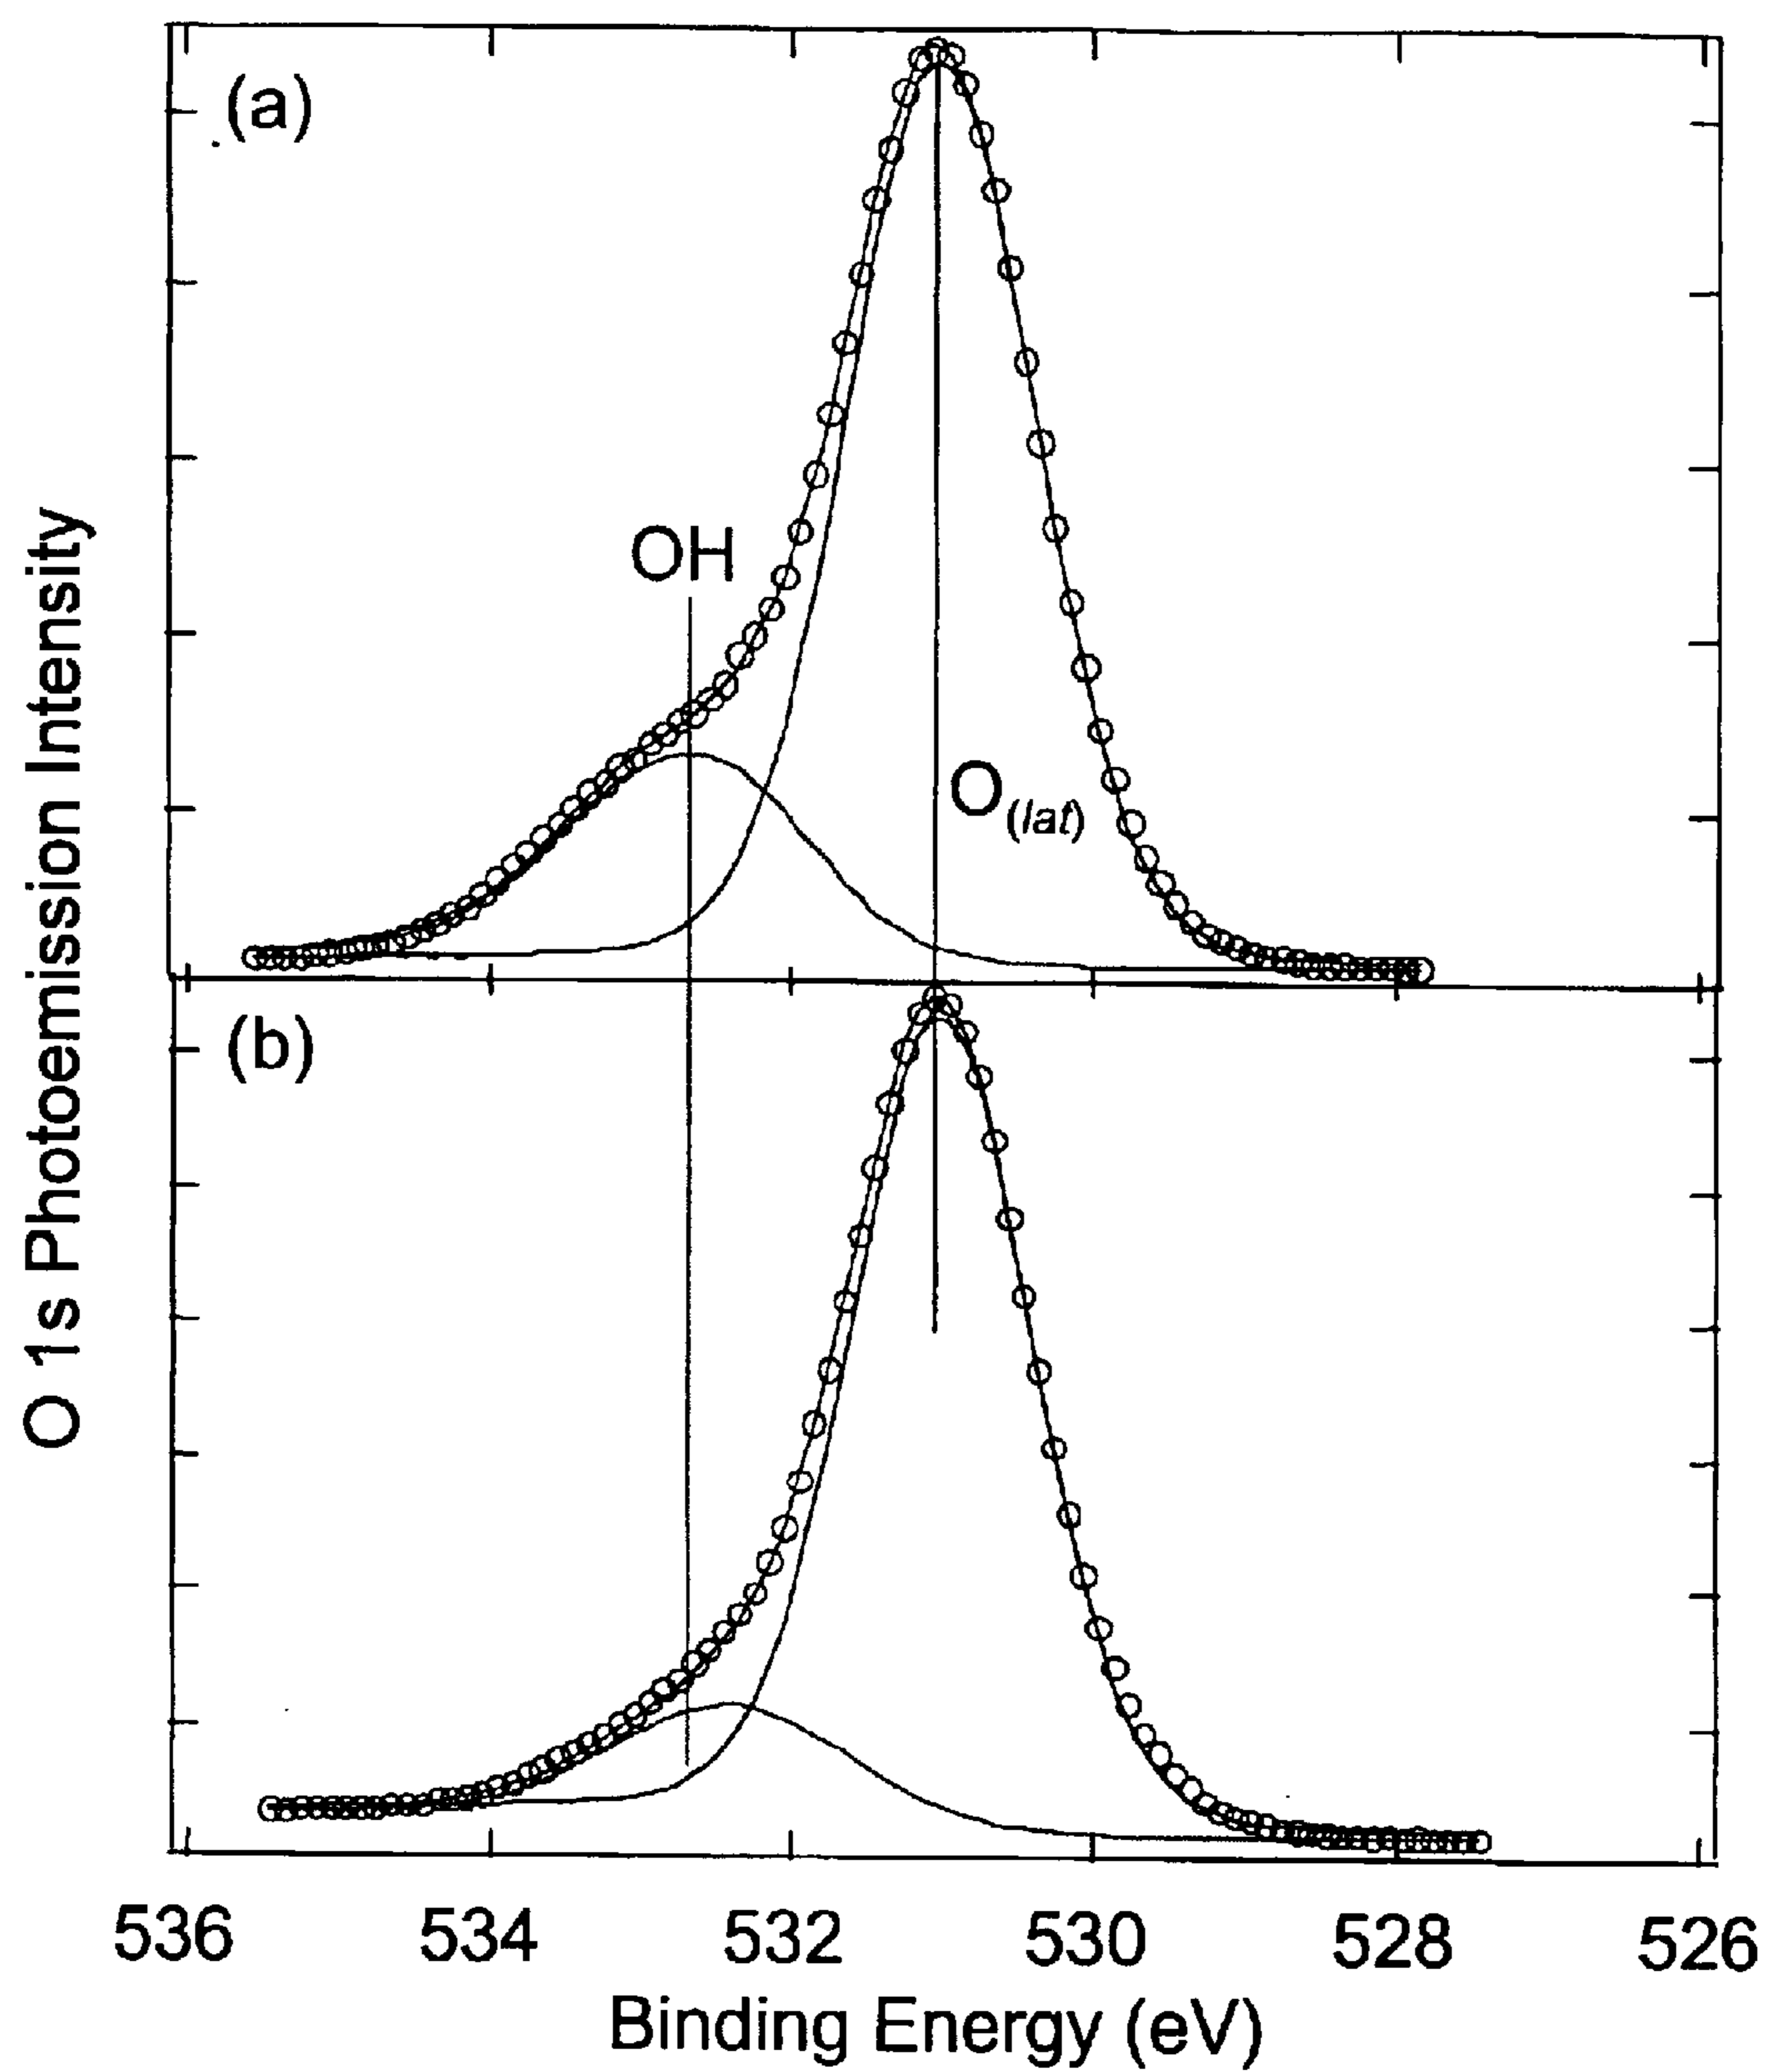 (a)
OH
O(lat)
(b)
O 1s Photoemission Intensity
536 534 532 530 528 526
Binding Energy (eV)